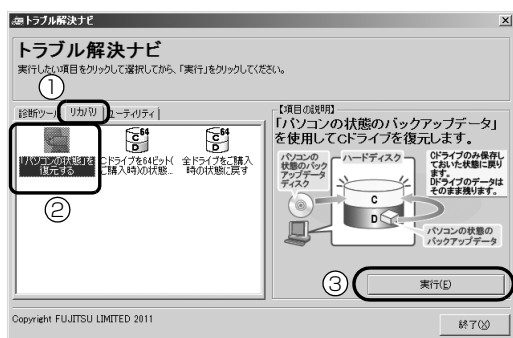 トラブル解決ナビ
トラブル解決ナビ
実行したい項目をクリックして選択してから、「実行」をクリックしてください。
①
診断ツール
リカバリ
ユーティリティ
「パソコンの状態」を
復元する
64
C
D
Cドライブを64ビット(
ご購入時)の状態...
64
C
D
全ドライブをご購入
時の状態に戻す
②
【項目の説明】
「パソコンの状態のバックアップデータ」
を使用してCドライブを復元します。
パソコンの
状態のバック
アップデータ
ディスク
ハードディスク
C
D
Cドライブのみ保存し
ておいた状態に戻り
ます。
Dドライブのデータは
そのまま残ります。
パソコンの状態の
バックアップデータ
③
実行(E)
Copyright FUJITSU LIMITED 2011
終了(X)